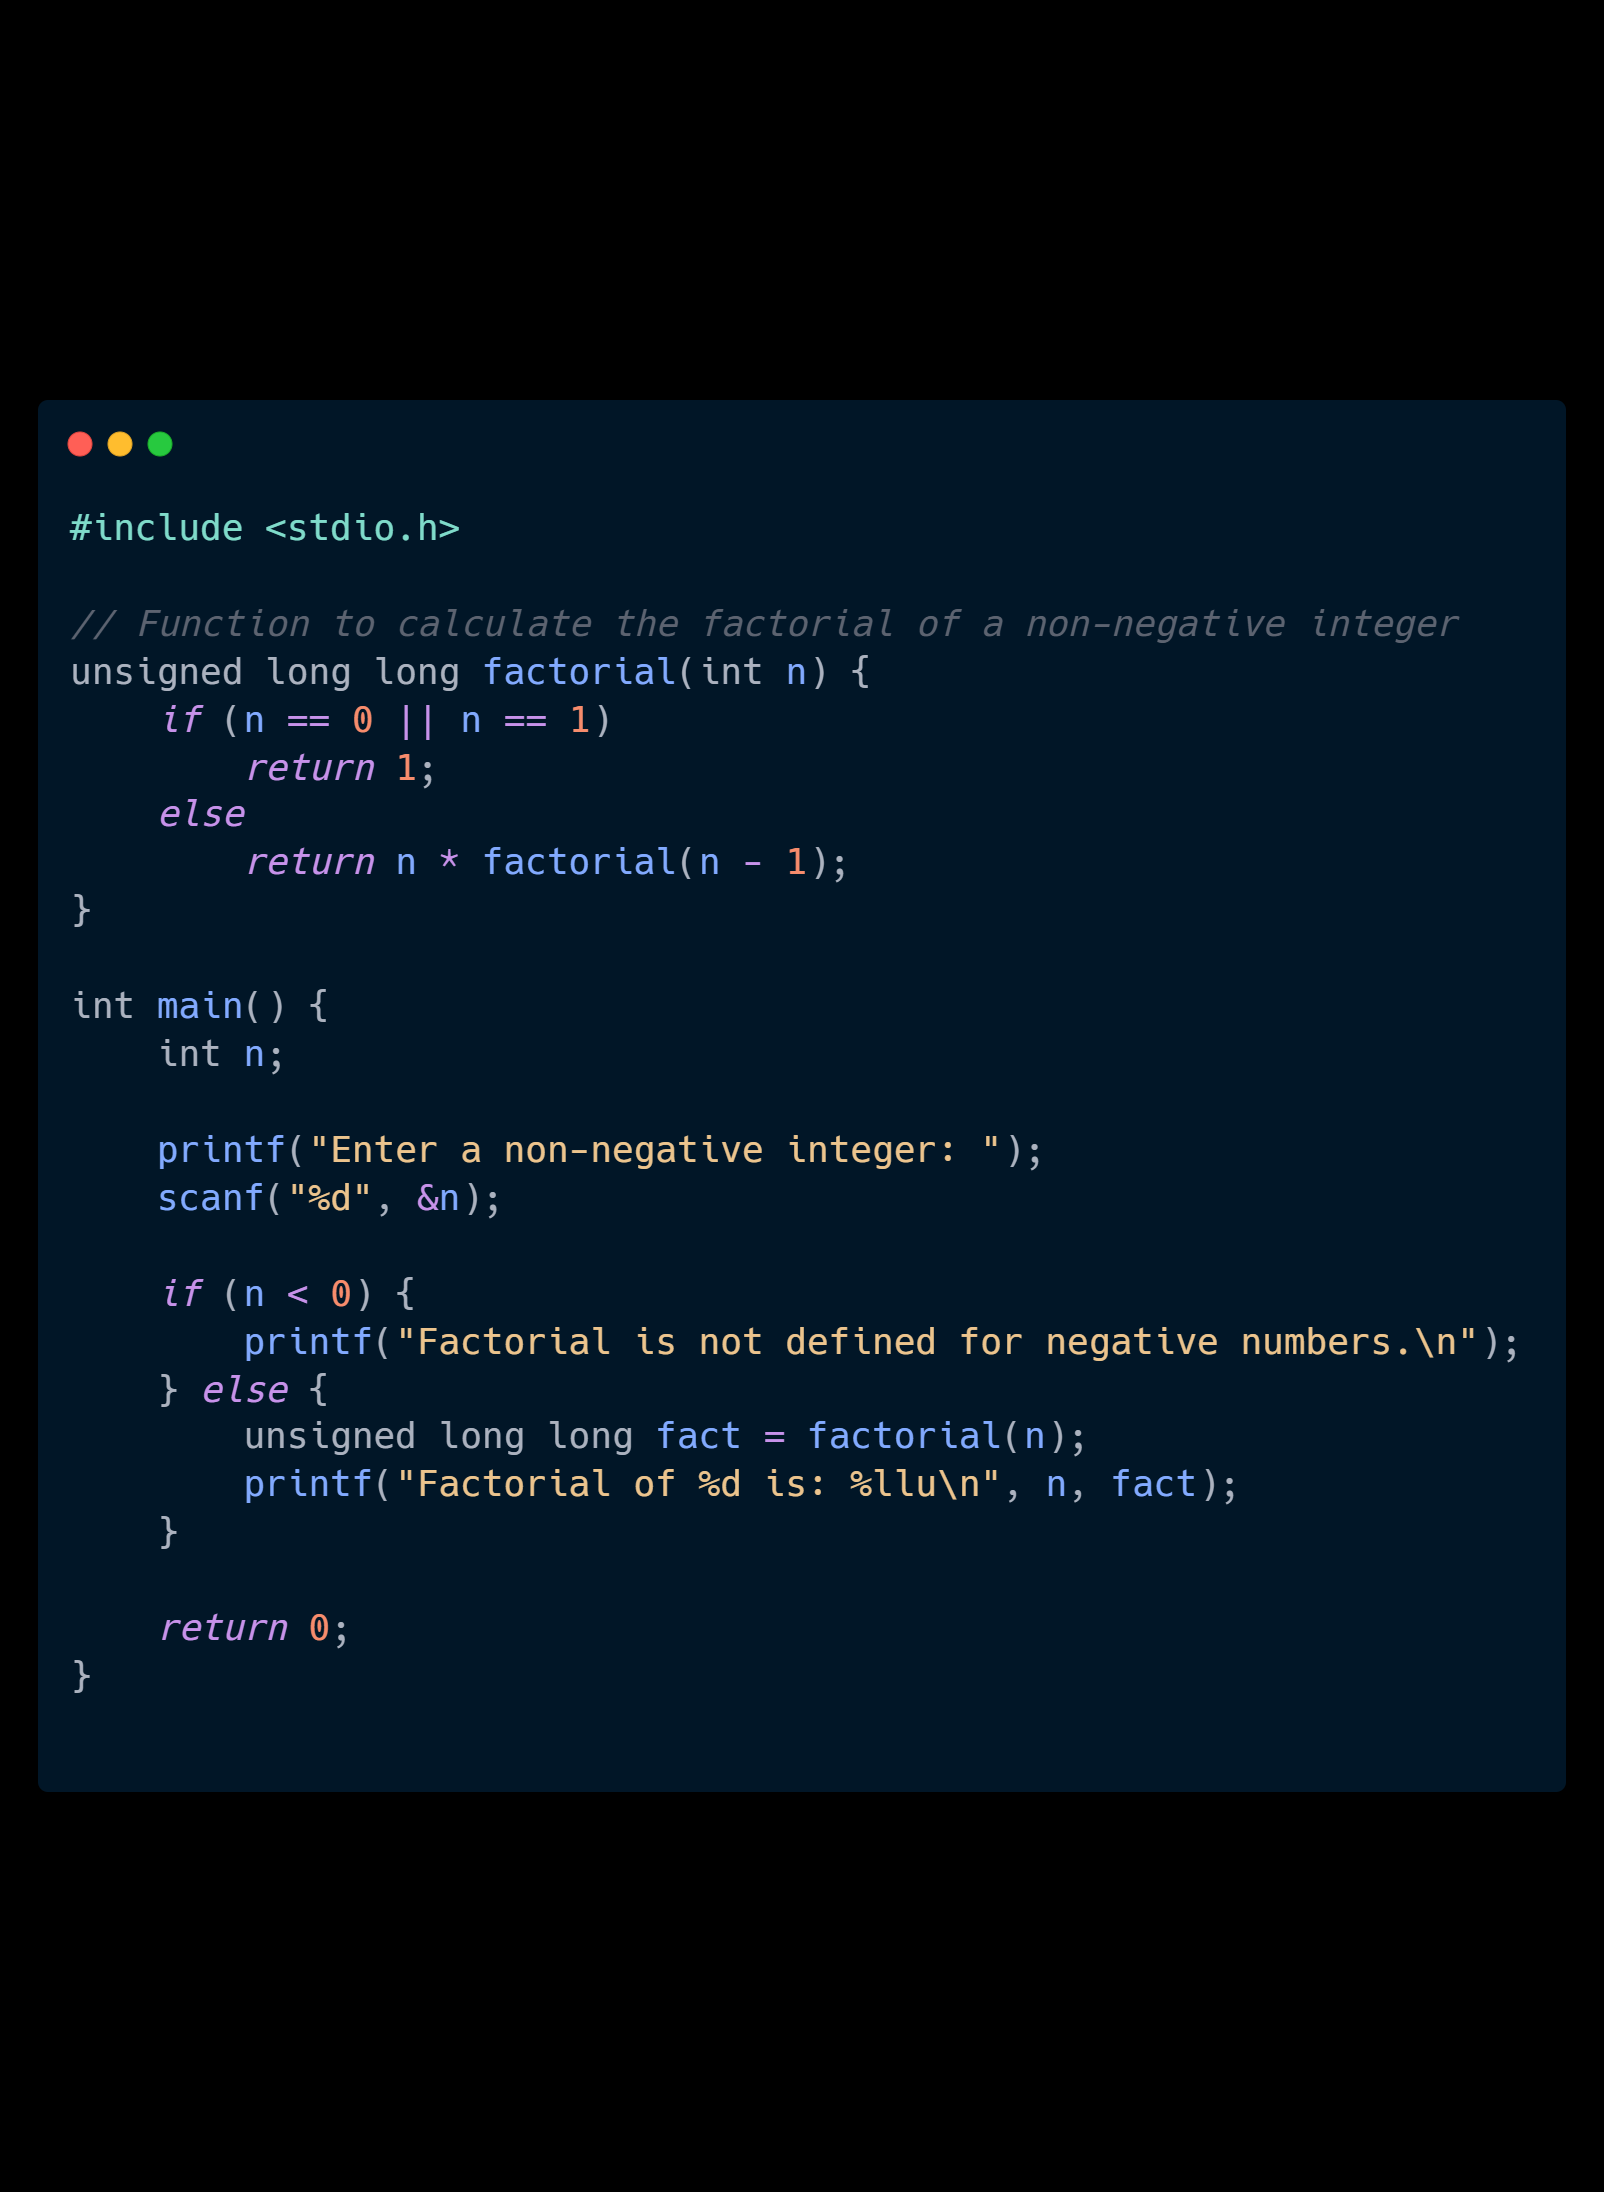 #include <stdio.h>

// Function to calculate the factorial of a non-negative integer
unsigned long long factorial(int n) {
    if (n == 0 || n == 1)
        return 1;
    else
        return n * factorial(n - 1);
}

int main() {
    int n;

    printf("Enter a non-negative integer: ");
    scanf("%d", &n);

    if (n < 0) {
        printf("Factorial is not defined for negative numbers.\n");
    } else {
        unsigned long long fact = factorial(n);
        printf("Factorial of %d is: %llu\n", n, fact);
    }

    return 0;
}